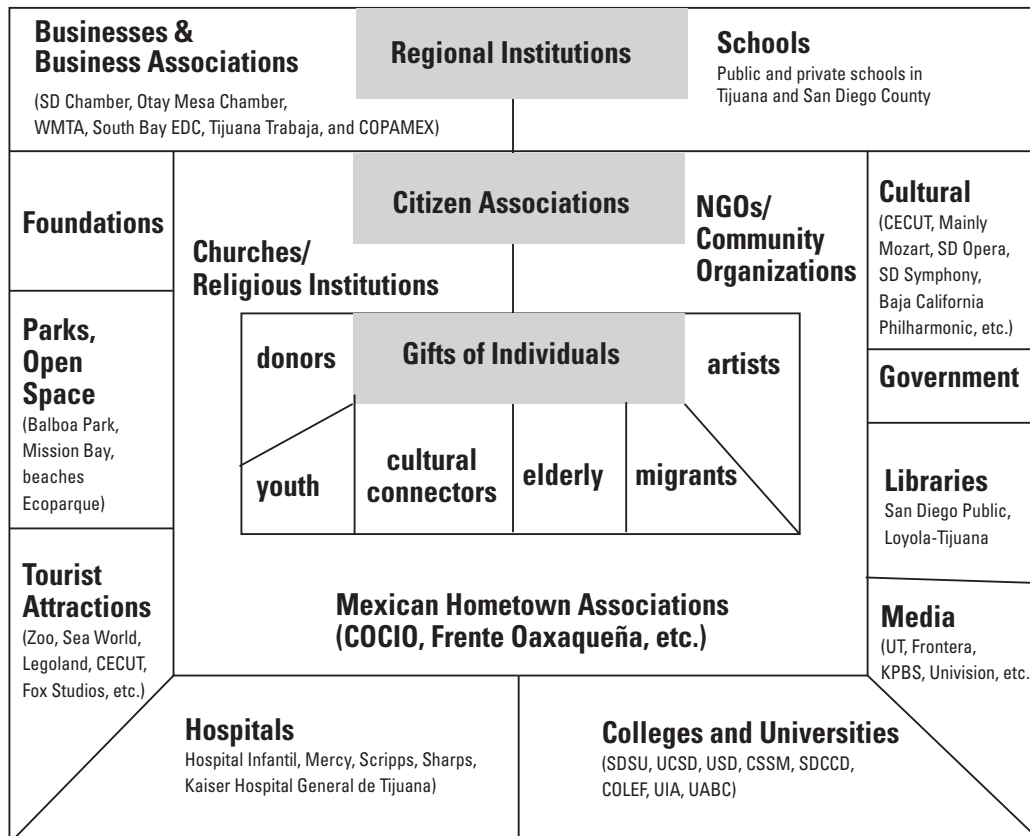 Businesses &
Business Associations
(SD Chamber, Otay Mesa Chamber,
WMTA, South Bay EDC, Tijuana Trabaja, and COPAMEX)
Regional Institutions
Schools
Public and private schools in
Tijuana and San Diego County
Foundations
Parks,
Open
Space
(Balboa Park,
Mission Bay,
beaches
Ecoparque)
Tourist
Attractions
(Zoo, Sea World,
Legoland, CECUT,
Fox Studios, etc.)
Citizen Associations
Churches/
Religious Institutions
NGOs/
Community
Organizations
Gifts of Individuals
donors
artists
youth
cultural
connectors
elderly
migrants
Mexican Hometown Associations
(COCIO, Frente Oaxaqueña, etc.)
Cultural
(CECUT, Mainly
Mozart, SD Opera,
SD Symphony,
Baja California
Philharmonic, etc.)
Government
Libraries
San Diego Public,
Loyola-Tijuana
Media
(UT, Frontera,
KPBS, Univision, etc.
Hospitals
Hospital Infantil, Mercy, Scripps, Sharps,
Kaiser Hospital General de Tijuana)
Colleges and Universities
(SDSU, UCSD, USD, CSSM, SDCCD,
COLEF, UIA, UABC)